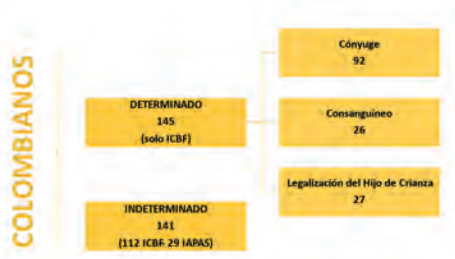 COLOMBIANOS
DETERMINADO
145
(solo ICBF)
INDETERMINADO
141
(112 ICBF 29 IAPAS)
Cónyuge
92
Consanguíneo
26
Legalización del Hijo de Crianza
27